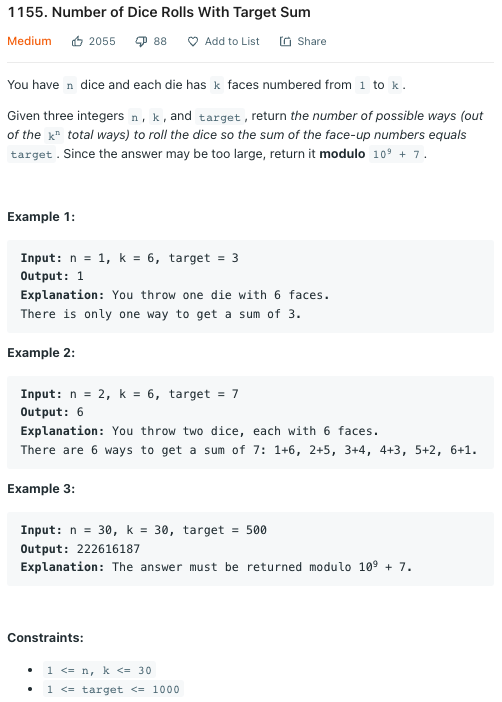 1155. Number of Dice Rolls With Target Sum
Medium 2055 88 Add to List Share
You have n dice and each die has k faces numbered from 1 to k.
Given three integers n, k, and target, return the number of possible ways (out
of the kⁿ total ways) to roll the dice so the sum of the face-up numbers equals
target. Since the answer may be too large, return it modulo 10⁹ + 7.
Example 1:
Input: n = 1, k = 6, target = 3
Output: 1
Explanation: You throw one die with 6 faces.
There is only one way to get a sum of 3.
Example 2:
Input: n = 2, k = 6, target = 7
Output: 6
Explanation: You throw two dice, each with 6 faces.
There are 6 ways to get a sum of 7: 1+6, 2+5, 3+4, 4+3, 5+2, 6+1.
Example 3:
Input: n = 30, k = 30, target = 500
Output: 222616187
Explanation: The answer must be returned modulo 10⁹ + 7.
Constraints:
• 1 <= n, k <= 30
• 1 <= target <= 1000